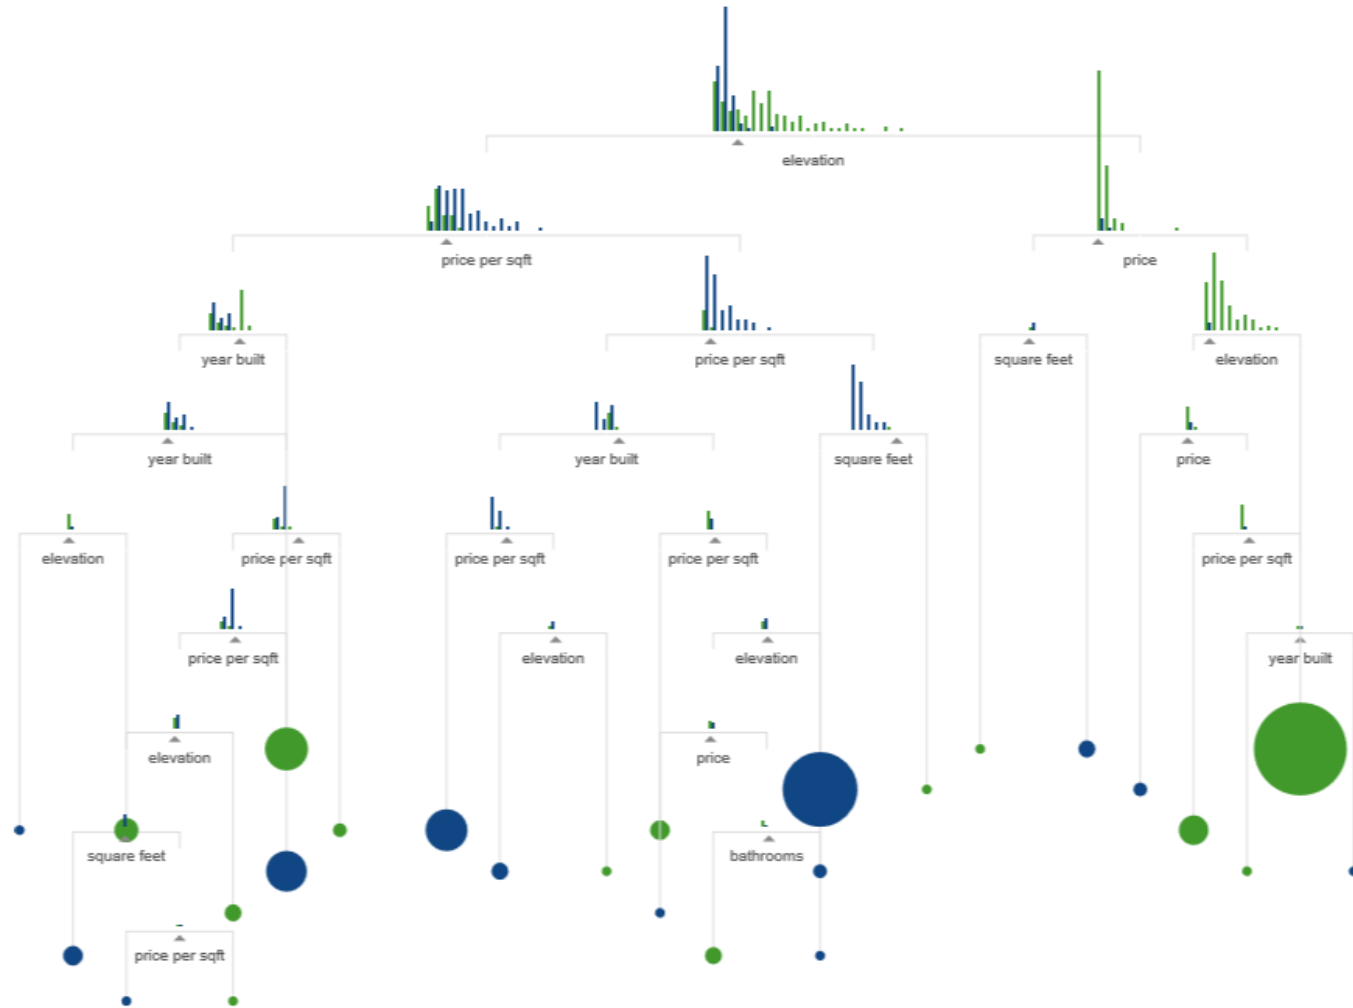 elevation
price per sqft
price
year built
price per sqft
square feet
elevation
year built
year built
square feet
price
elevation
price per sqft
price per sqft
price per sqft
price per sqft
price per sqft
elevation
elevation
year built
elevation
price
square feet
bathrooms
price per sqft